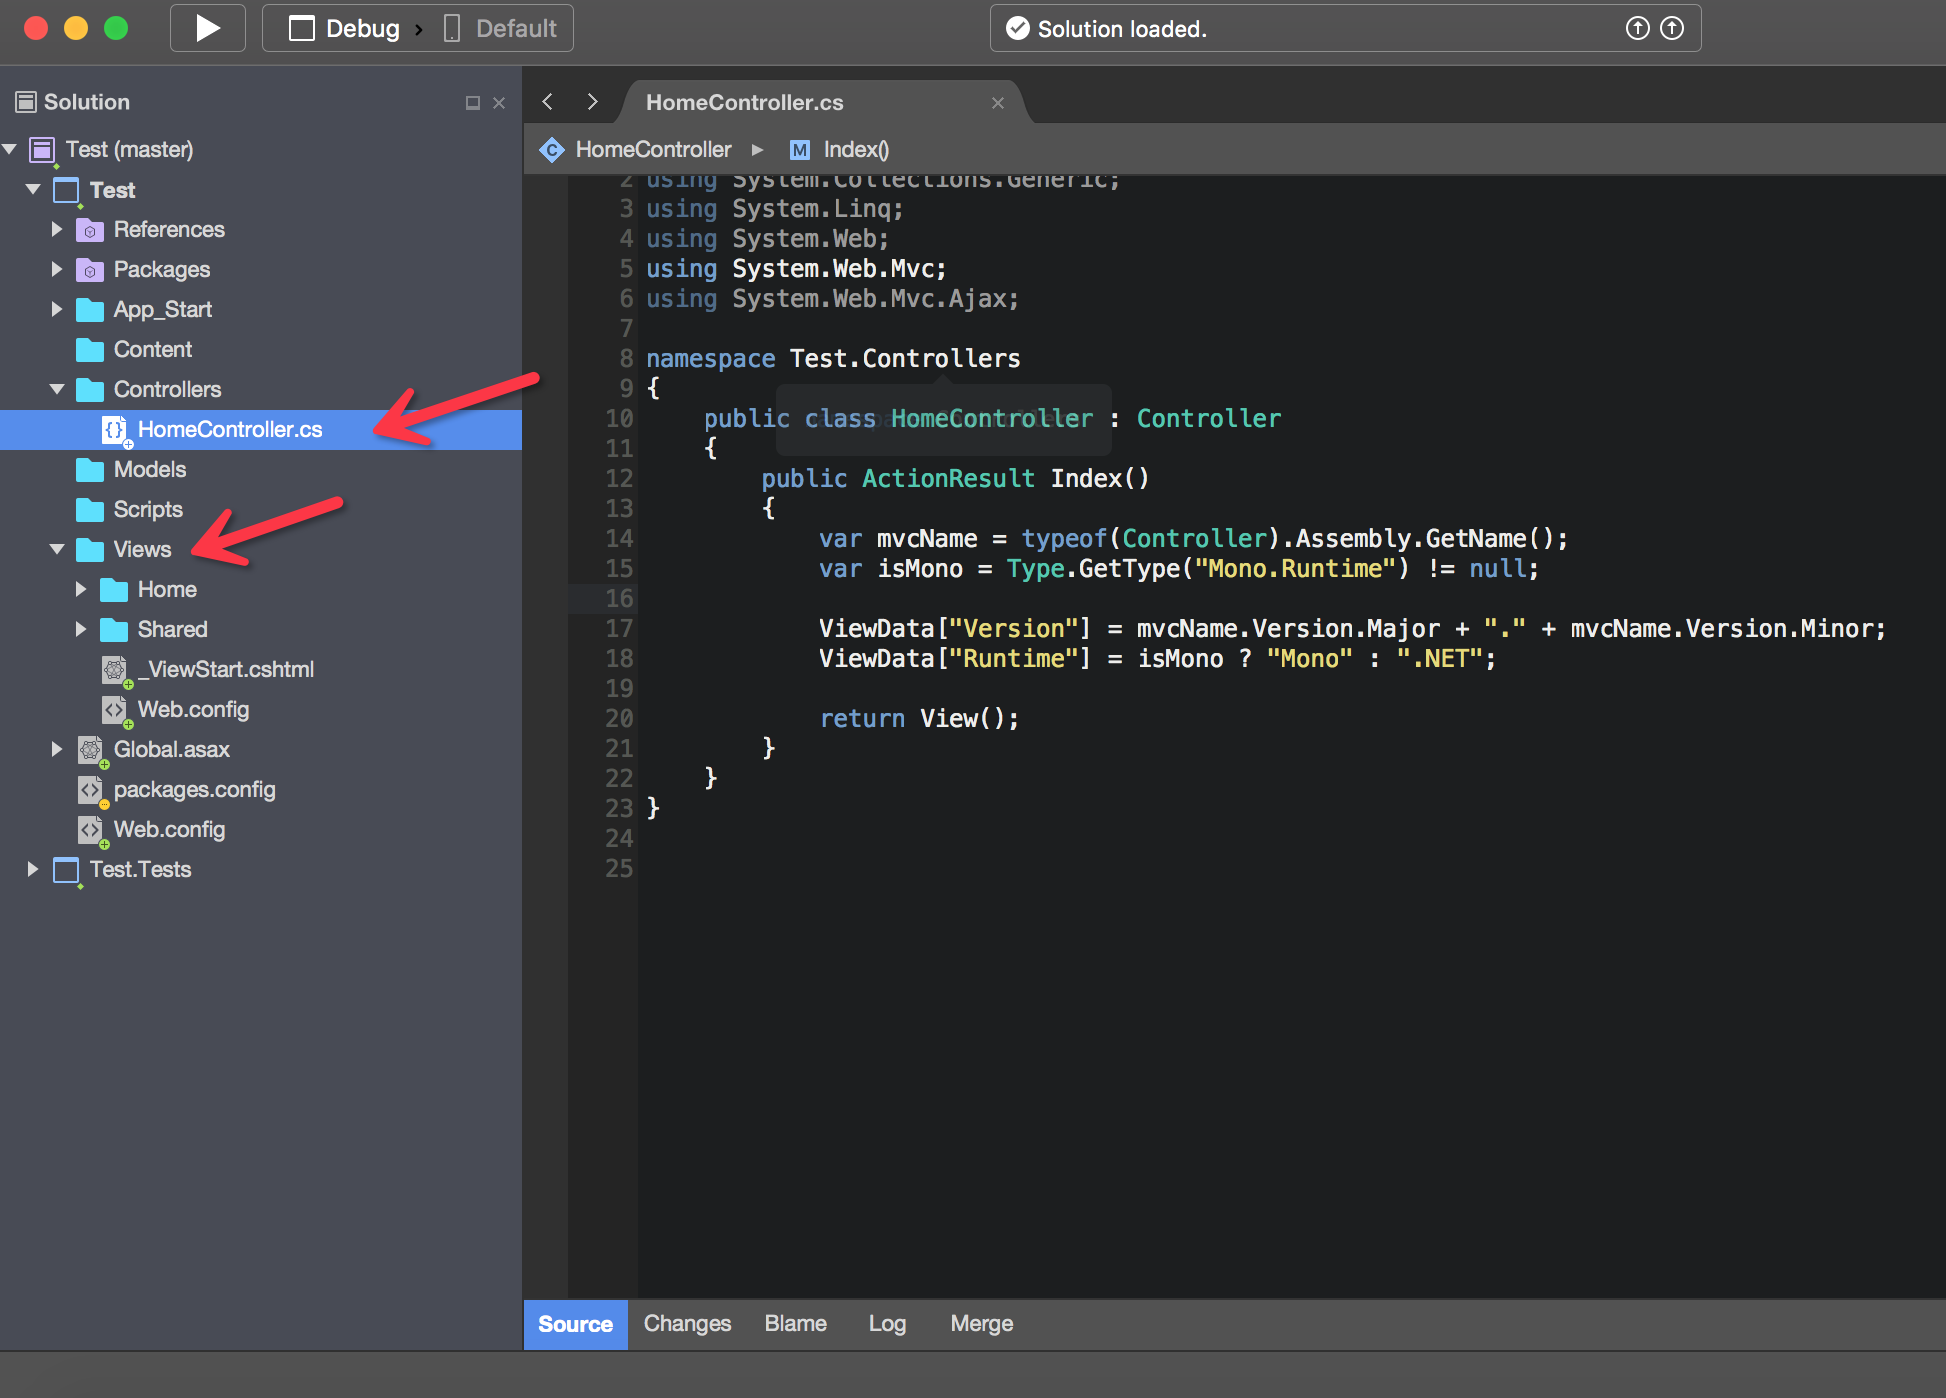 Debug › Default
Solution loaded.
Solution
Test (master)
Test
References
Packages
App_Start
Content
Controllers
HomeController.cs
Models
Scripts
Views
Home
Shared
_ViewStart.cshtml
Web.config
Global.asax
packages.config
Web.config
Test.Tests
HomeController.cs
C HomeController ▸ M Index()
2 using System.Collections.Generic;
3 using System.Linq;
4 using System.Web;
5 using System.Web.Mvc;
6 using System.Web.Mvc.Ajax;
7
8 namespace Test.Controllers
9 {
10 public class HomeController : Controller
11 {
12 public ActionResult Index()
13 {
14 var mvcName = typeof(Controller).Assembly.GetName();
15 var isMono = Type.GetType("Mono.Runtime") != null;
16
17 ViewData["Version"] = mvcName.Version.Major + "." + mvcName.Version.Minor;
18 ViewData["Runtime"] = isMono ? "Mono" : ".NET";
19
20 return View();
21 }
22 }
23 }
24
25
Source Changes Blame Log Merge